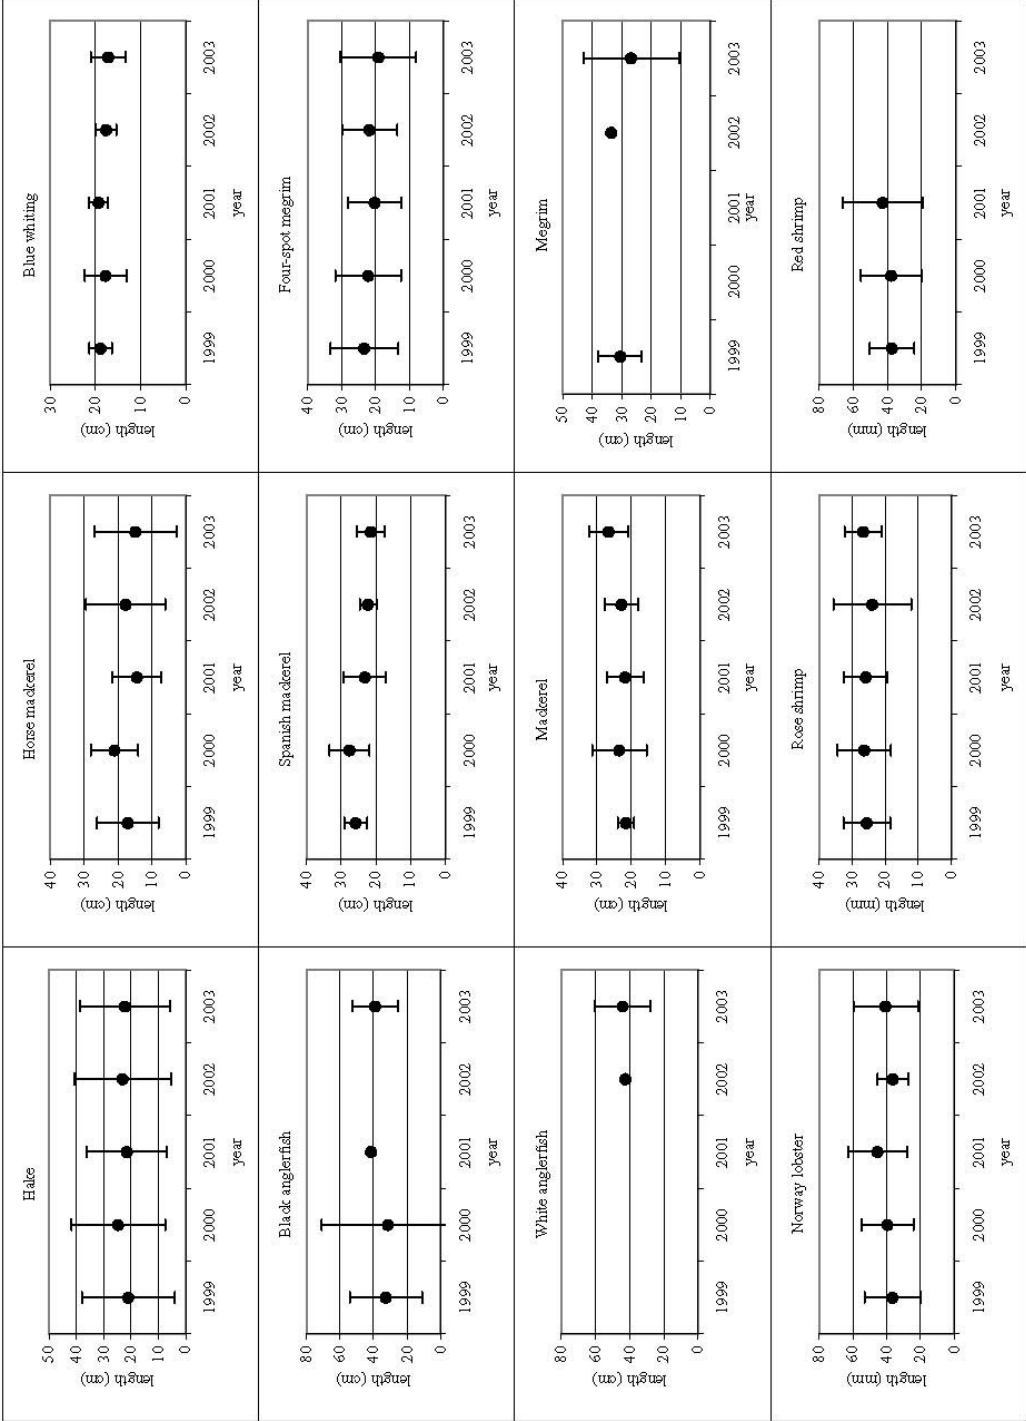 Hake
length (cm)
50
40
30
20
10
0
1999 2000 2001 2002 2003
year
Horse mackerel
length (cm)
40
30
20
10
0
1999 2000 2001 2002 2003
year
Blue whiting
length (cm)
30
20
10
0
1999 2000 2001 2002 2003
year
Black anglerfish
length (cm)
80
60
40
20
0
1999 2000 2001 2002 2003
year
Spanish mackerel
length (cm)
40
30
20
10
0
1999 2000 2001 2002 2003
year
Four-spot megrim
length (cm)
40
30
20
10
0
1999 2000 2001 2002 2003
year
White anglerfish
length (cm)
80
60
40
20
0
1999 2000 2001 2002 2003
year
Mackerel
length (cm)
40
30
20
10
0
1999 2000 2001 2002 2003
year
Megrim
length (cm)
50
40
30
20
10
0
1999 2000 2001 2002 2003
year
Norway lobster
length (mm)
80
60
40
20
0
1999 2000 2001 2002 2003
year
Rose shrimp
length (mm)
40
30
20
10
0
1999 2000 2001 2002 2003
year
Red shrimp
length (mm)
80
60
40
20
0
1999 2000 2001 2002 2003